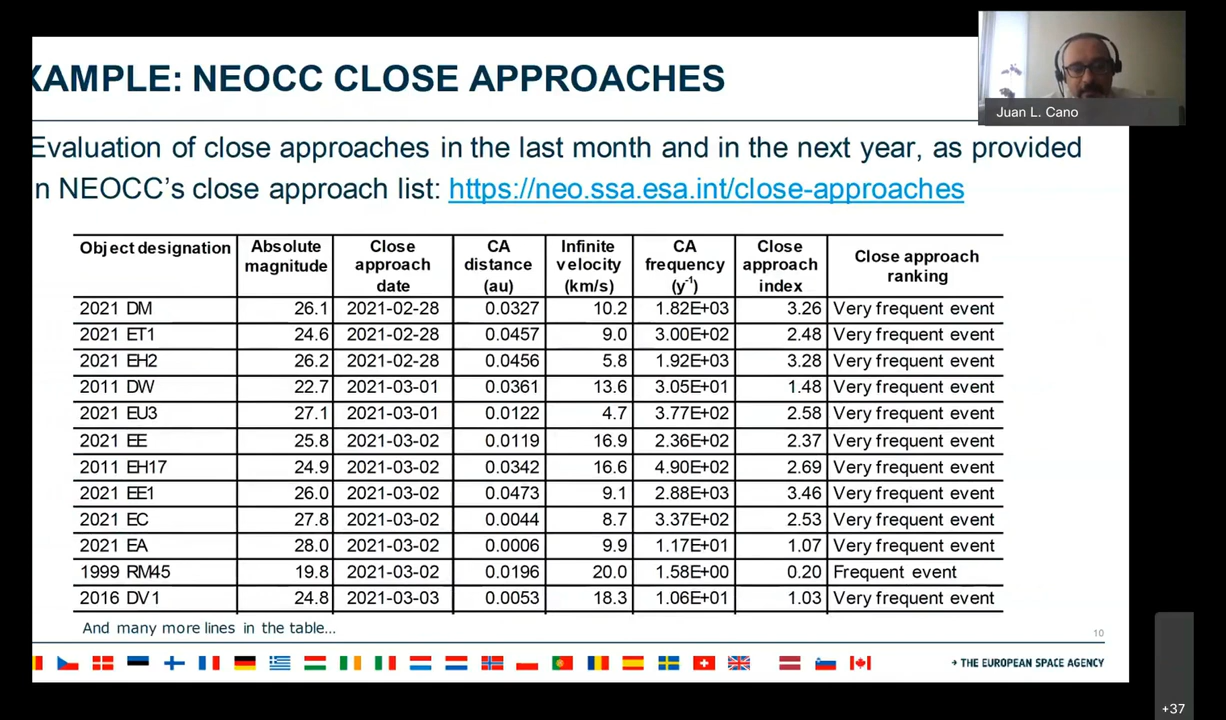 XAMPLE: NEOCC CLOSE APPROACHES
Juan L. Cano
Evaluation of close approaches in the last month and in the next year, as provided
n NEOCC's close approach list: https://neo.ssa.esa.int/close-approaches
Object designation Absolute magnitude Close approach date CA distance (au) Infinite velocity (km/s) CA frequency (y⁻¹) Close approach index Close approach ranking
2021 DM 26.1 2021-02-28 0.0327 10.2 1.82E+03 3.26 Very frequent event
2021 ET1 24.6 2021-02-28 0.0457 9.0 3.00E+02 2.48 Very frequent event
2021 EH2 26.2 2021-02-28 0.0456 5.8 1.92E+03 3.28 Very frequent event
2011 DW 22.7 2021-03-01 0.0361 13.6 3.05E+01 1.48 Very frequent event
2021 EU3 27.1 2021-03-01 0.0122 4.7 3.77E+02 2.58 Very frequent event
2021 EE 25.8 2021-03-02 0.0119 16.9 2.36E+02 2.37 Very frequent event
2011 EH17 24.9 2021-03-02 0.0342 16.6 4.90E+02 2.69 Very frequent event
2021 EE1 26.0 2021-03-02 0.0473 9.1 2.88E+03 3.46 Very frequent event
2021 EC 27.8 2021-03-02 0.0044 8.7 3.37E+02 2.53 Very frequent event
2021 EA 28.0 2021-03-02 0.0006 9.9 1.17E+01 1.07 Very frequent event
1999 RM45 19.8 2021-03-02 0.0196 20.0 1.58E+00 0.20 Frequent event
2016 DV1 24.8 2021-03-03 0.0053 18.3 1.06E+01 1.03 Very frequent event
And many more lines in the table...
10
→ THE EUROPEAN SPACE AGENCY
+37